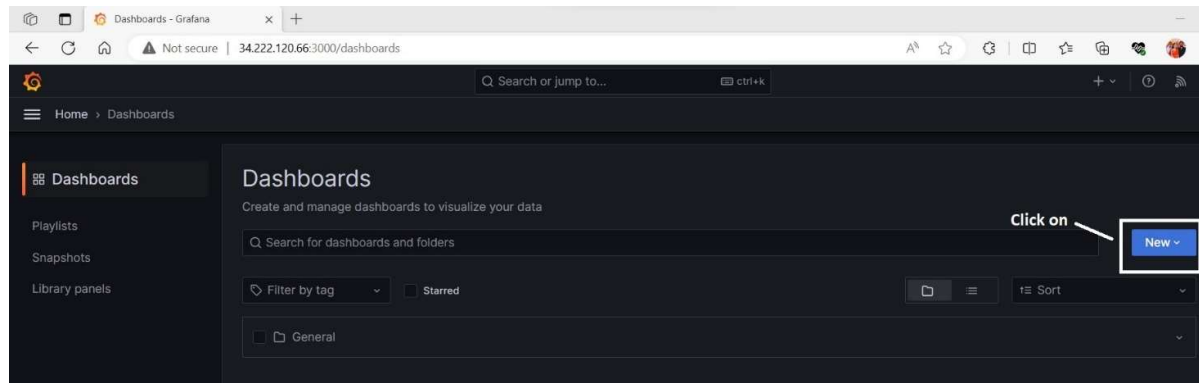 Dashboards - Grafana
Not secure 34.222.120.66:3000/dashboards
Search or jump to... ctrl+k
Home › Dashboards
Dashboards
Playlists
Snapshots
Library panels
Dashboards
Create and manage dashboards to visualize your data
Click on
Search for dashboards and folders
New
Filter by tag
Starred
Sort
General